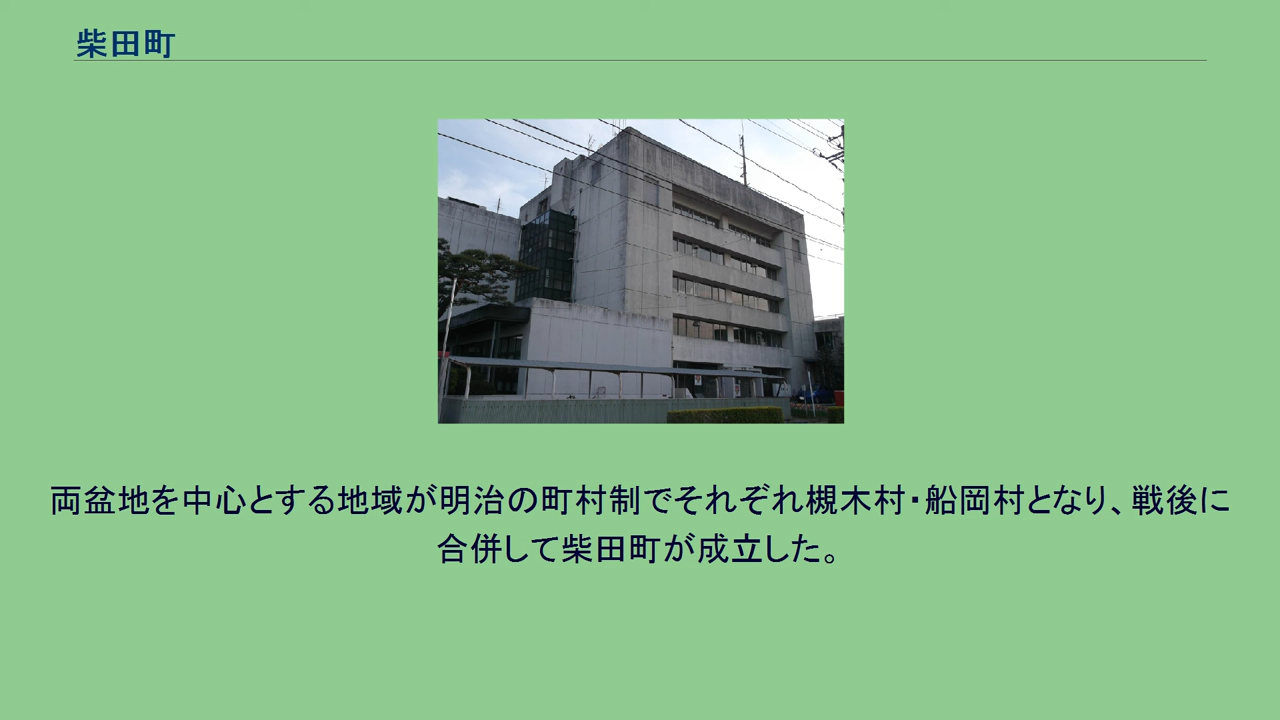 柴田町
両盆地を中心とする地域が明治の町村制でそれぞれ槻木村・船岡村となり、戦後に
合併して柴田町が成立した。